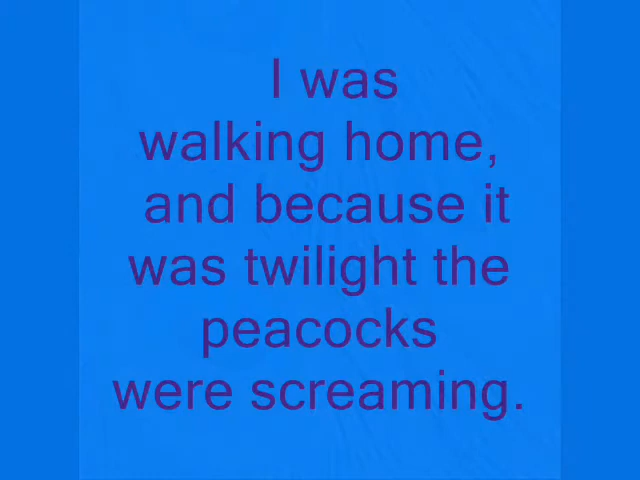 I was
walking home,
and because it
was twilight the
peacocks
were screaming.